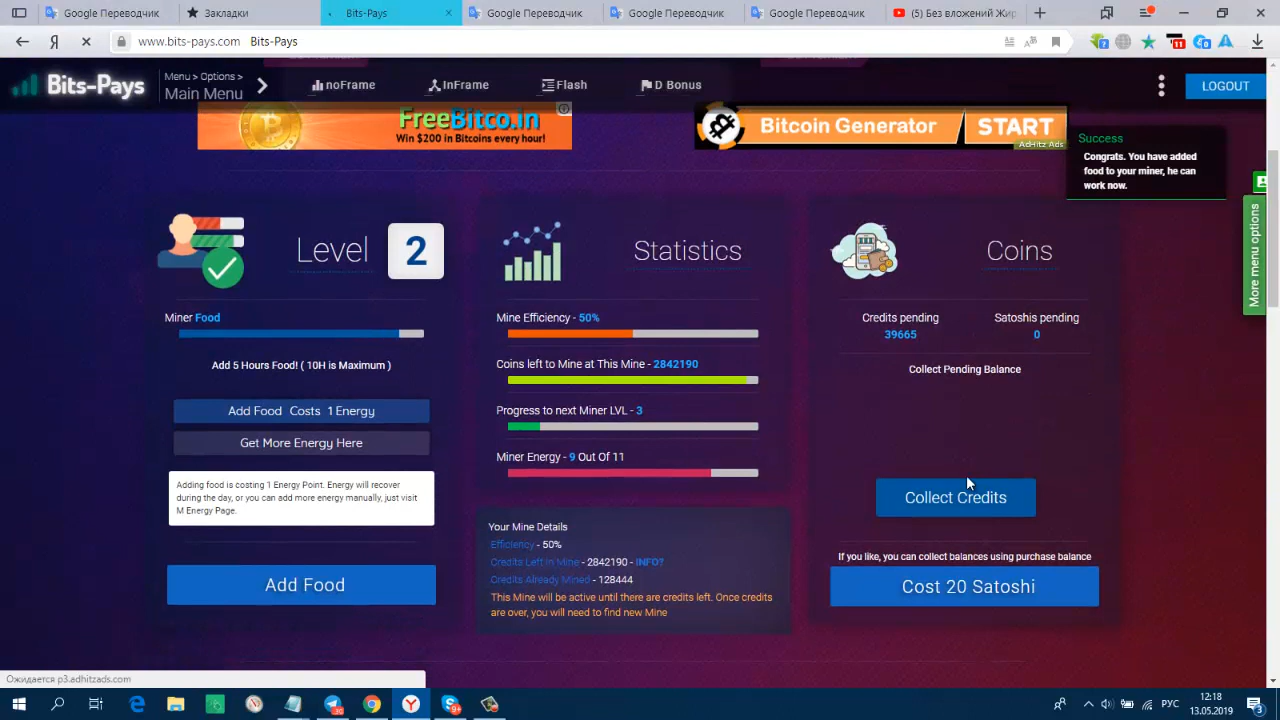 Google Переводчик
Закладки
Bits-Pays
Google Переводчик
Google Переводчик
Google Переводчик
(5) Без вложений Жир
www.bits-pays.com Bits-Pays
Bits-Pays
Menu > Options >
Main Menu
noFrame
InFrame
Flash
D Bonus
LOGOUT
FreeBitco.in
Win $200 in Bitcoins every hour!
Bitcoin Generator
START
AdHitz Ads
Success
Congrats. You have added
food to your miner, he can
work now.
More menu options
Level 2
Miner Food
Add 5 Hours Food! ( 10H is Maximum )
Add Food Costs 1 Energy
Get More Energy Here
Adding food is costing 1 Energy Point. Energy will recover
during the day, or you can add more energy manually, just visit
M Energy Page.
Add Food
Statistics
Mine Efficiency - 50%
Coins left to Mine at This Mine - 2842190
Progress to next Miner LVL - 3
Miner Energy - 9 Out Of 11
Your Mine Details
Efficiency - 50%
Credits Left In Mine - 2842190 - INFO?
Credits Already Mined - 128444
This Mine will be active until there are credits left. Once credits
are over, you will need to find new Mine
Coins
Credits pending
39665
Satoshis pending
0
Collect Pending Balance
Collect Credits
If you like, you can collect balances using purchase balance
Cost 20 Satoshi
Ожидается p3.adhitzads.com
РУС
12:18
13.05.2019